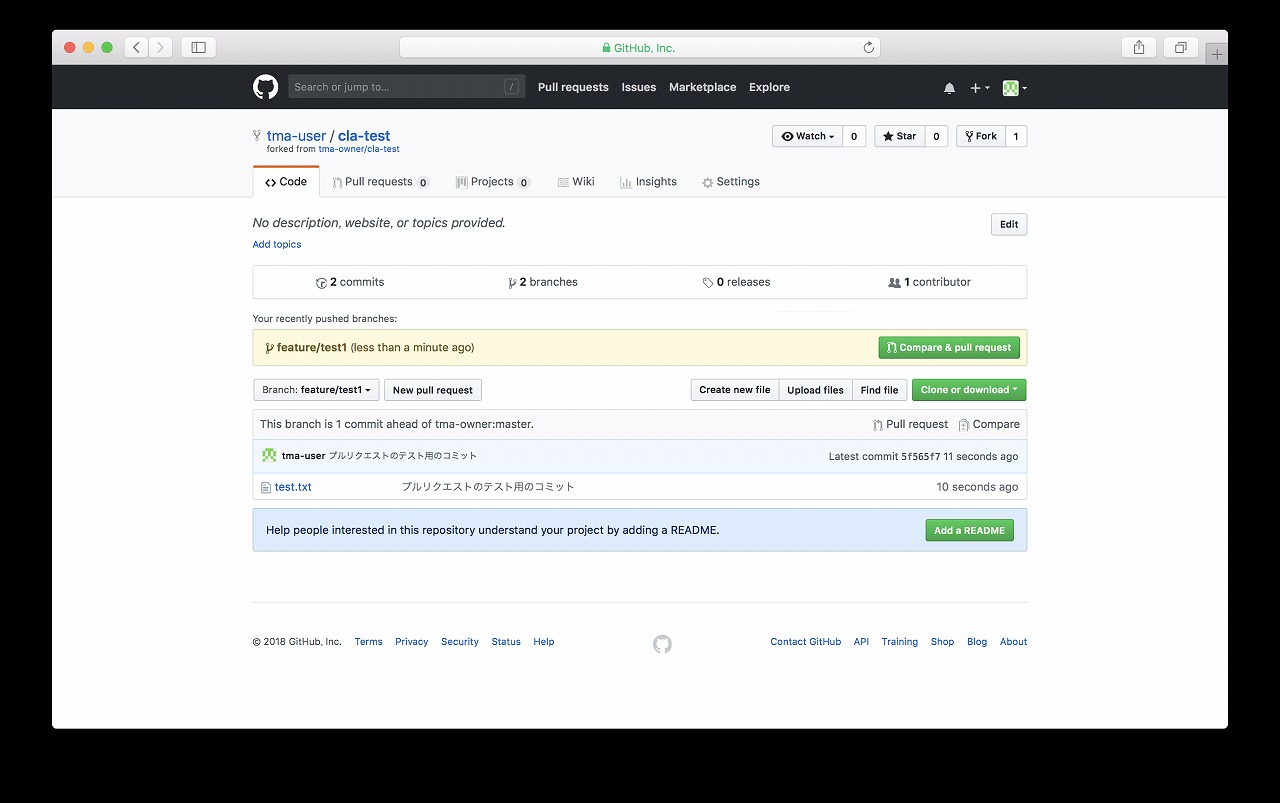 GitHub, Inc.
Search or jump to… / Pull requests Issues Marketplace Explore
tma-user / cla-test
forked from tma-owner/cla-test
Watch 0 Star 0 Fork 1
Code Pull requests 0 Projects 0 Wiki Insights Settings
No description, website, or topics provided. Edit
Add topics
2 commits 2 branches 0 releases 1 contributor
Your recently pushed branches:
feature/test1 (less than a minute ago) Compare & pull request
Branch: feature/test1 New pull request Create new file Upload files Find file Clone or download
This branch is 1 commit ahead of tma-owner:master. Pull request Compare
tma-user プルリクエストのテスト用のコミット Latest commit 5f565f7 11 seconds ago
test.txt プルリクエストのテスト用のコミット 10 seconds ago
Help people interested in this repository understand your project by adding a README. Add a README
© 2018 GitHub, Inc. Terms Privacy Security Status Help Contact GitHub API Training Shop Blog About